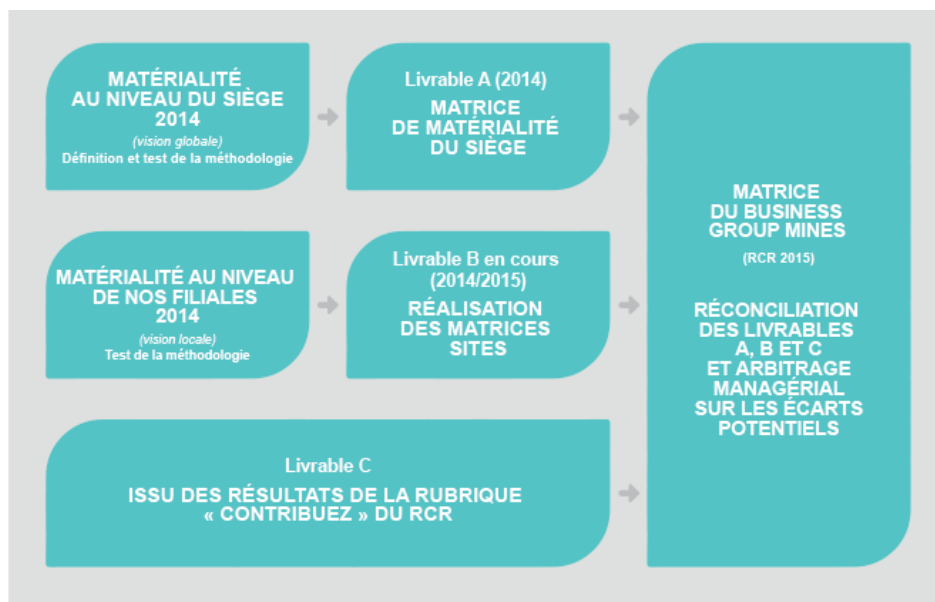 MATÉRIALITÉ
AU NIVEAU DU SIÈGE
2014
(vision globale)
Définition et test de la méthodologie
Livrable A (2014)
MATRICE
DE MATÉRIALITÉ
DU SIÈGE
MATÉRIALITÉ AU NIVEAU
DE NOS FILIALES
2014
(vision locale)
Test de la méthodologie
Livrable B en cours
(2014/2015)
RÉALISATION
DES MATRICES
SITES
Livrable C
ISSU DES RÉSULTATS DE LA RUBRIQUE
« CONTRIBUEZ » DU RCR
MATRICE
DU BUSINESS
GROUP MINES
(RCR 2015)
RÉCONCILIATION
DES LIVRABLES
A, B ET C
ET ARBITRAGE
MANAGÉRIAL
SUR LES ÉCARTS
POTENTIELS